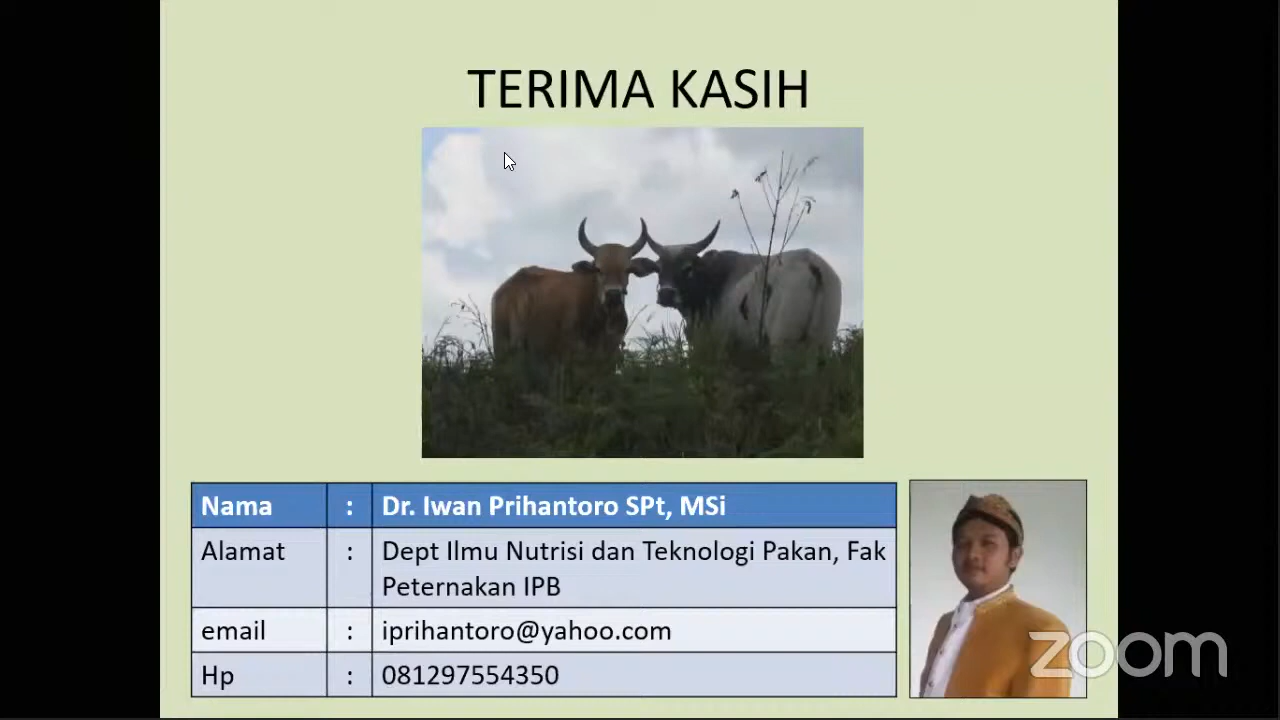 TERIMA KASIH
Nama : Dr. Iwan Prihantoro SPt, MSi
Alamat : Dept Ilmu Nutrisi dan Teknologi Pakan, Fak
Peternakan IPB
email : iprihantoro@yahoo.com
Hp : 081297554350
zoom